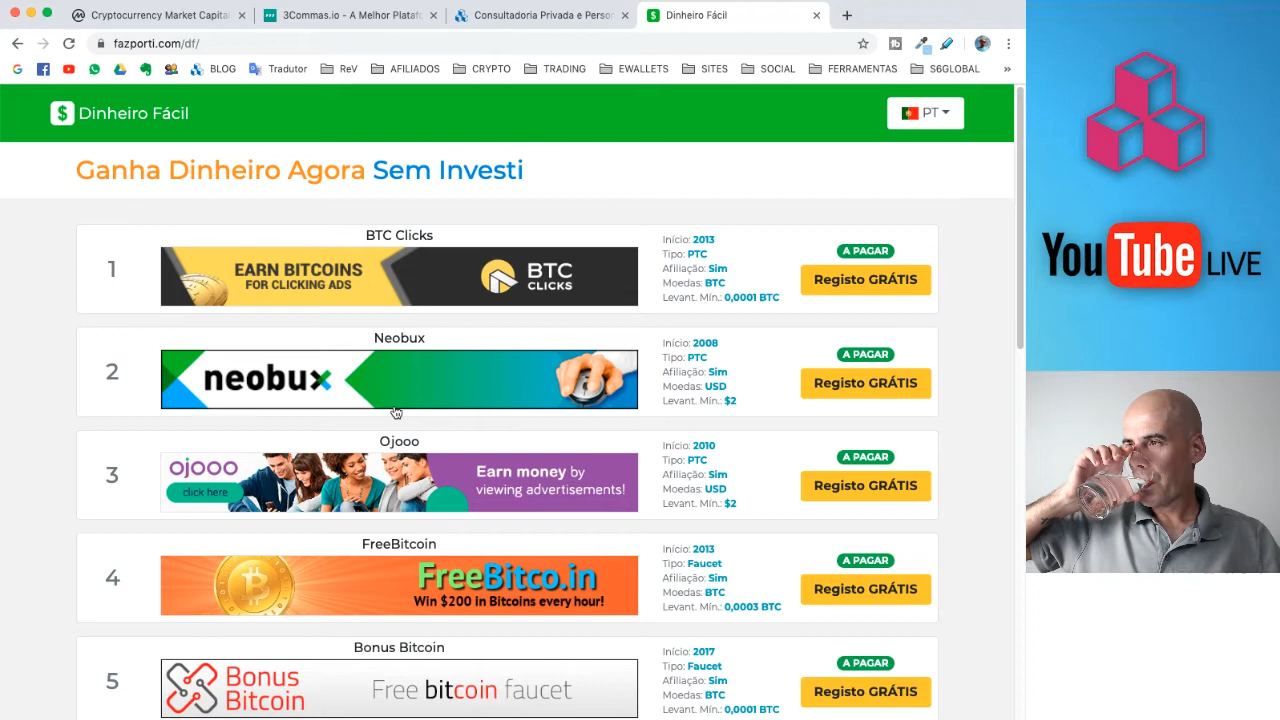 Cryptocurrency Market Capital
3Commas.io - A Melhor Platafo
Consultadoria Privada e Perso
Dinheiro Fácil
fazporti.com/df/
BLOG
Tradutor
ReV
AFILIADOS
CRYPTO
TRADING
EWALLETS
SITES
SOCIAL
FERRAMENTAS
S6GLOBAL
»
$ Dinheiro Fácil
PT
Ganha Dinheiro Agora Sem Investi
1
BTC Clicks
EARN BITCOINS
FOR CLICKING ADS
BTC
CLICKS
Início: 2013
Tipo: PTC
Afiliação: Sim
Moedas: BTC
Levant. Mín.: 0,0001 BTC
A PAGAR
Registo GRÁTIS
2
Neobux
neobux
Início: 2008
Tipo: PTC
Afiliação: Sim
Moedas: USD
Levant. Mín.: $2
A PAGAR
Registo GRÁTIS
3
Ojooo
ojooo
click here
Earn money by
viewing advertisements!
Início: 2010
Tipo: PTC
Afiliação: Sim
Moedas: USD
Levant. Mín.: $2
A PAGAR
Registo GRÁTIS
4
FreeBitcoin
FreeBitco.in
Win $200 in Bitcoins every hour!
Início: 2013
Tipo: Faucet
Afiliação: Sim
Moedas: BTC
Levant. Mín.: 0,0003 BTC
A PAGAR
Registo GRÁTIS
5
Bonus Bitcoin
Bonus
Bitcoin
Free bitcoin faucet
Início: 2017
Tipo: Faucet
Afiliação: Sim
Moedas: BTC
Levant. Mín.: 0,0001 BTC
A PAGAR
Registo GRÁTIS
YouTube LIVE